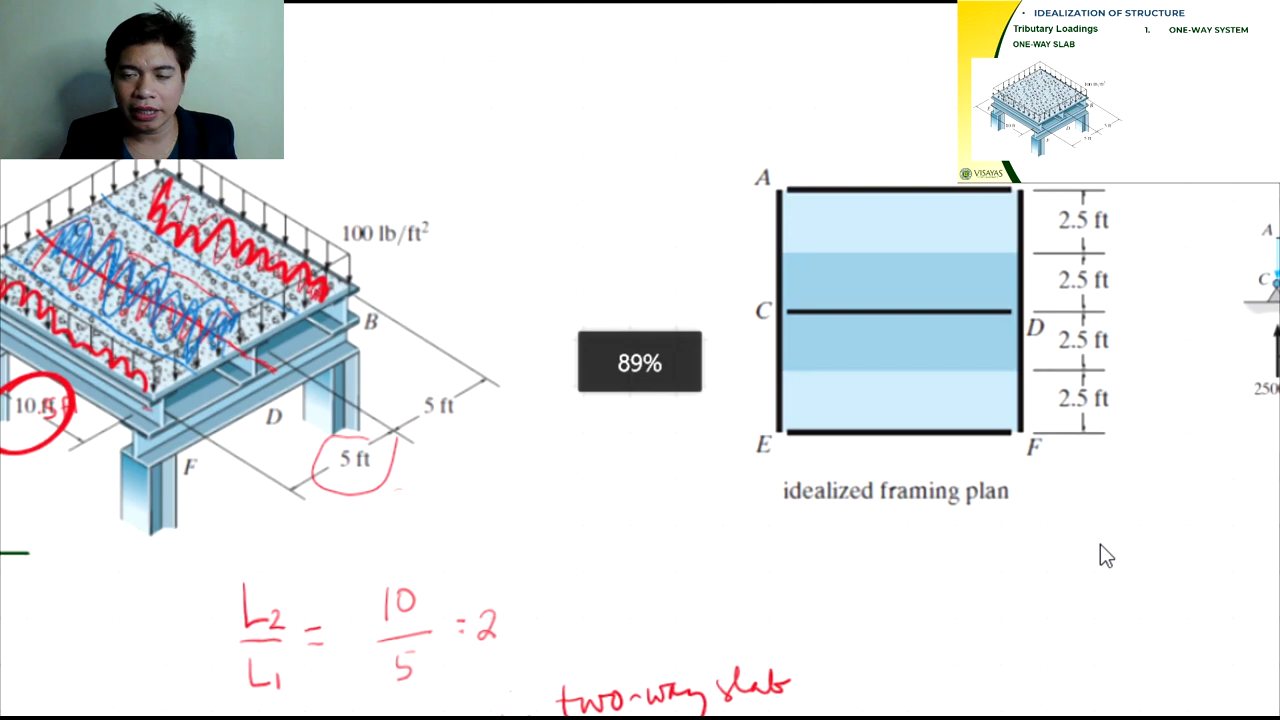 • IDEALIZATION OF STRUCTURE
Tributary Loadings
1. ONE-WAY SYSTEM
ONE-WAY SLAB
VISAYAS
100 lb/ft²
B
5 ft
D
5 ft
F
10 ft
A
2.5 ft
2.5 ft
C
D
2.5 ft
2.5 ft
E
F
idealized framing plan
89%
A
C
250
L2/L1 = 10/5 = 2
two-way slab